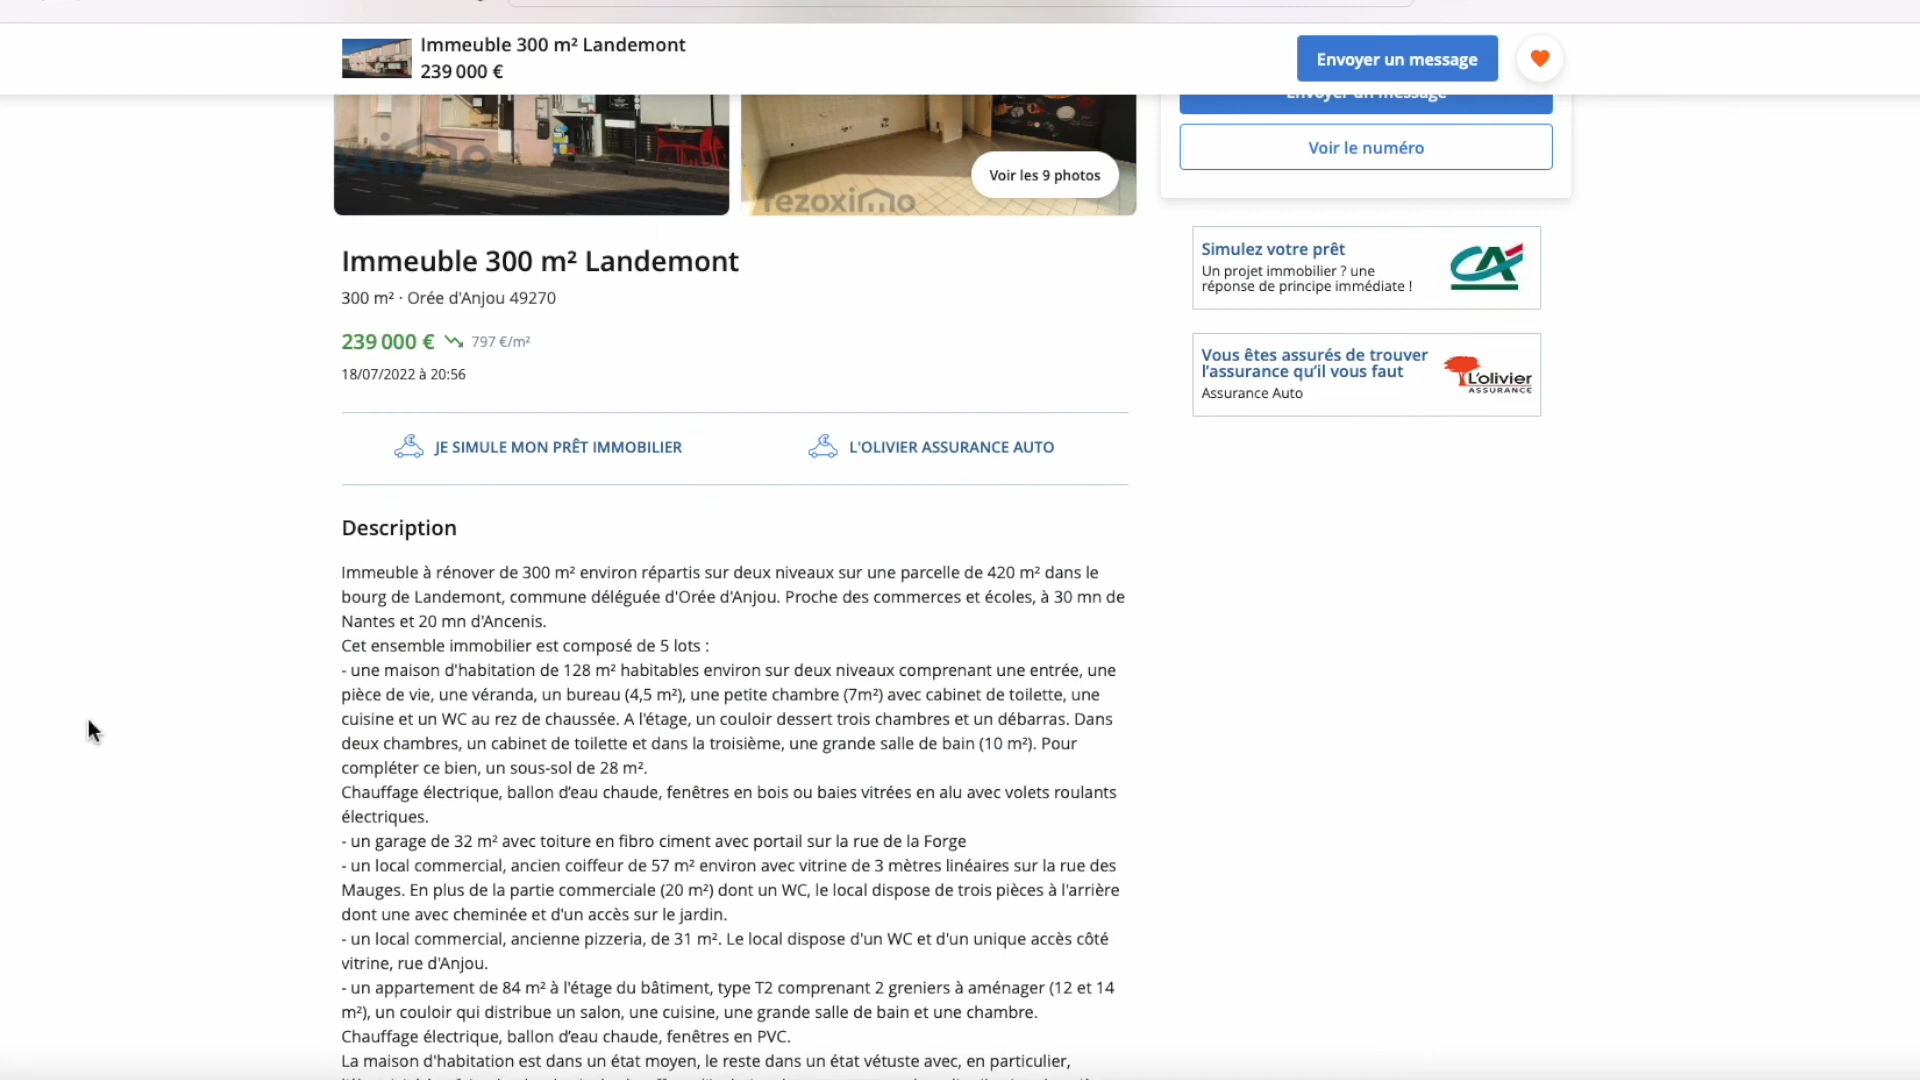 Immeuble 300 m² Landemont
239 000 €
Envoyer un message
Envoyer un message
Voir le numéro
Voir les 9 photos
rezoximo
Immeuble 300 m² Landemont
300 m² · Orée d'Anjou 49270
239 000 € 797 €/m²
18/07/2022 à 20:56
Simulez votre prêt
Un projet immobilier ? une
réponse de principe immédiate !
CA
Vous êtes assurés de trouver
l'assurance qu'il vous faut
Assurance Auto
L'olivier
ASSURANCE
JE SIMULE MON PRÊT IMMOBILIER
L'OLIVIER ASSURANCE AUTO
Description
Immeuble à rénover de 300 m² environ répartis sur deux niveaux sur une parcelle de 420 m² dans le
bourg de Landemont, commune déléguée d'Orée d'Anjou. Proche des commerces et écoles, à 30 mn de
Nantes et 20 mn d'Ancenis.
Cet ensemble immobilier est composé de 5 lots :
- une maison d'habitation de 128 m² habitables environ sur deux niveaux comprenant une entrée, une
pièce de vie, une véranda, un bureau (4,5 m²), une petite chambre (7m²) avec cabinet de toilette, une
cuisine et un WC au rez de chaussée. A l'étage, un couloir dessert trois chambres et un débarras. Dans
deux chambres, un cabinet de toilette et dans la troisième, une grande salle de bain (10 m²). Pour
compléter ce bien, un sous-sol de 28 m².
Chauffage électrique, ballon d'eau chaude, fenêtres en bois ou baies vitrées en alu avec volets roulants
électriques.
- un garage de 32 m² avec toiture en fibro ciment avec portail sur la rue de la Forge
- un local commercial, ancien coiffeur de 57 m² environ avec vitrine de 3 mètres linéaires sur la rue des
Mauges. En plus de la partie commerciale (20 m²) dont un WC, le local dispose de trois pièces à l'arrière
dont une avec cheminée et d'un accès sur le jardin.
- un local commercial, ancienne pizzeria, de 31 m². Le local dispose d'un WC et d'un unique accès côté
vitrine, rue d'Anjou.
- un appartement de 84 m² à l'étage du bâtiment, type T2 comprenant 2 greniers à aménager (12 et 14
m²), un couloir qui distribue un salon, une cuisine, une grande salle de bain et une chambre.
Chauffage électrique, ballon d'eau chaude, fenêtres en PVC.
La maison d'habitation est dans un état moyen, le reste dans un état vétuste avec, en particulier,